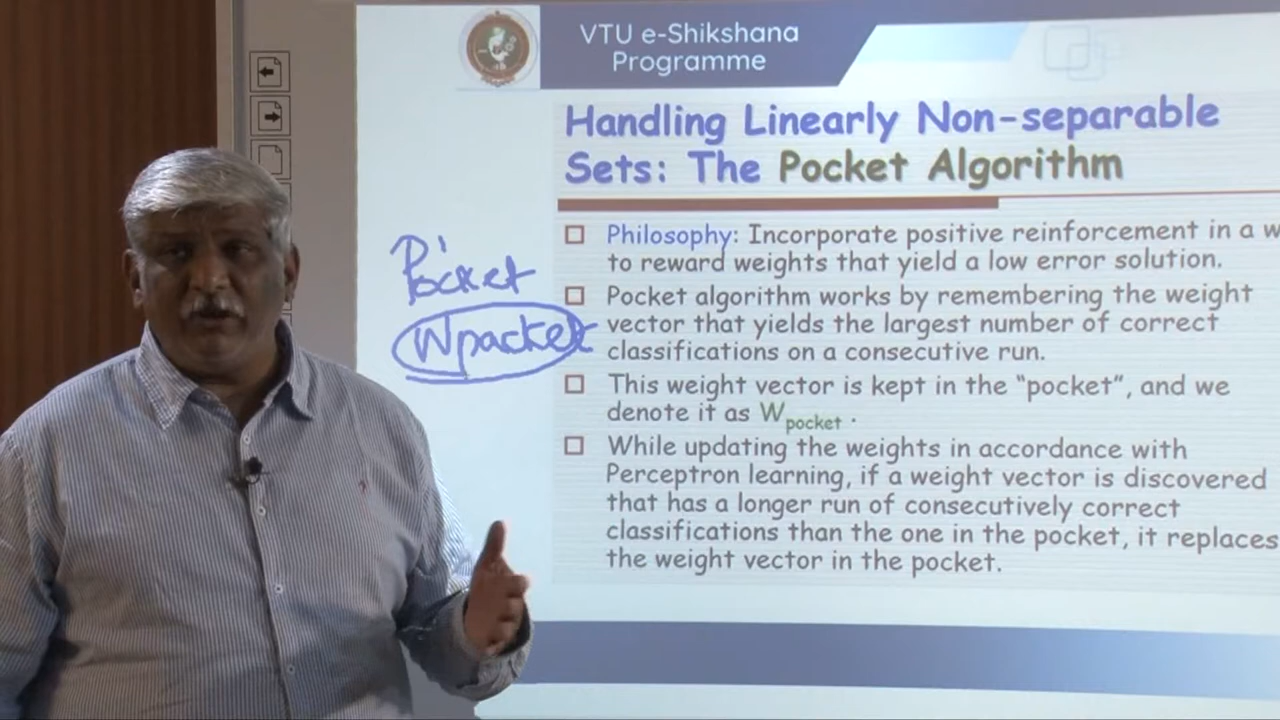 VTU e-Shikshana
Programme
Handling Linearly Non-separable
Sets: The Pocket Algorithm
Philosophy: Incorporate positive reinforcement in a w
to reward weights that yield a low error solution.
Pocket algorithm works by remembering the weight
vector that yields the largest number of correct
classifications on a consecutive run.
This weight vector is kept in the “pocket”, and we
denote it as Wpocket .
While updating the weights in accordance with
Perceptron learning, if a weight vector is discovered
that has a longer run of consecutively correct
classifications than the one in the pocket, it replaces
the weight vector in the pocket.
Pocket
Wpacket